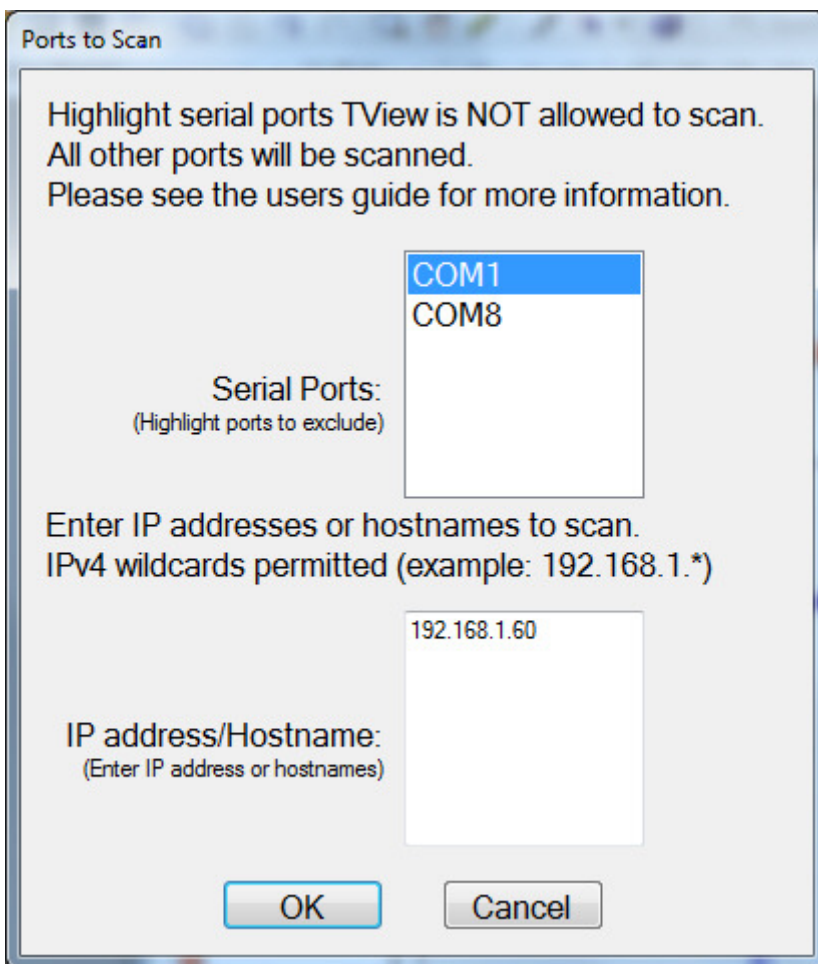 Ports to Scan
Highlight serial ports TView is NOT allowed to scan.
All other ports will be scanned.
Please see the users guide for more information.
COM1
COM8
Serial Ports:
(Highlight ports to exclude)
Enter IP addresses or hostnames to scan.
IPv4 wildcards permitted (example: 192.168.1.*)
192.168.1.60
IP address/Hostname:
(Enter IP address or hostnames)
OK
Cancel